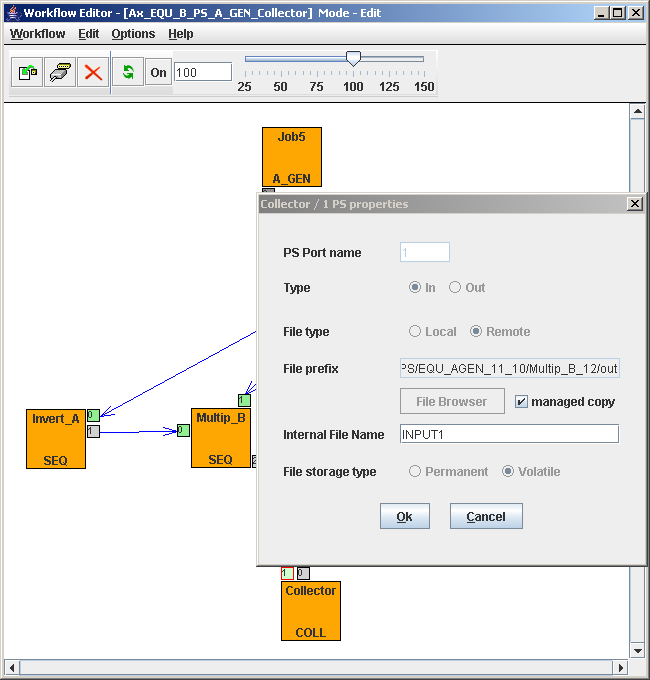 Workflow Editor - [Ax_EQU_B_PS_A_GEN_Collector] Mode - Edit
Workflow Edit Options Help
On 100
25 50 75 100 125 150
Job5
A_GEN
Collector / 1 PS properties
PS Port name 1
Type In Out
File type Local Remote
File prefix PS/EQU_AGEN_11_10/Multip_B_12/out
File Browser managed copy
Internal File Name INPUT1
File storage type Permanent Volatile
Ok Cancel
1
0
Invert_A
1
SEQ
0
Multip_B
SEQ
1 0
Collector
COLL